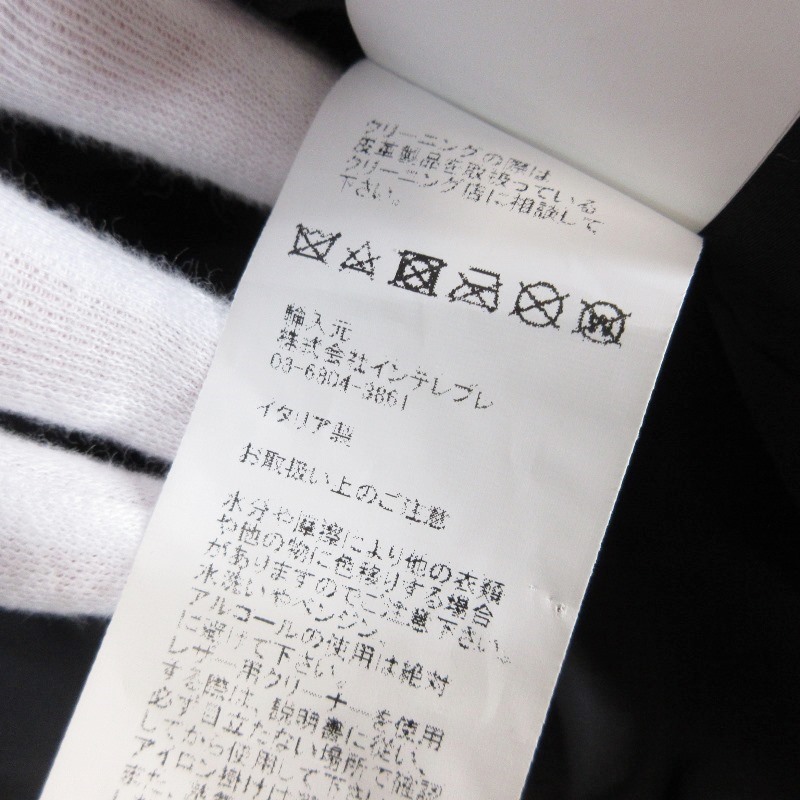 クリーニングの際は
皮革製品を取扱っている
クリーニング店に相談して
下さい。
輸入元
株式会社インテレプレ
03-6804-3861
イタリア製
お取扱い上のご注意
水分や摩擦により他の衣類
や他の物に色移りする場合
がありますのでご注意下さい。
水洗いやベンジン
アルコールの使用は絶対
に避けて下さい。
レザー用クリーナーを使用
する際は、説明書に従い、
必ず目立たない場所で確認
してから使用して下さい
アイロン掛けは
また、